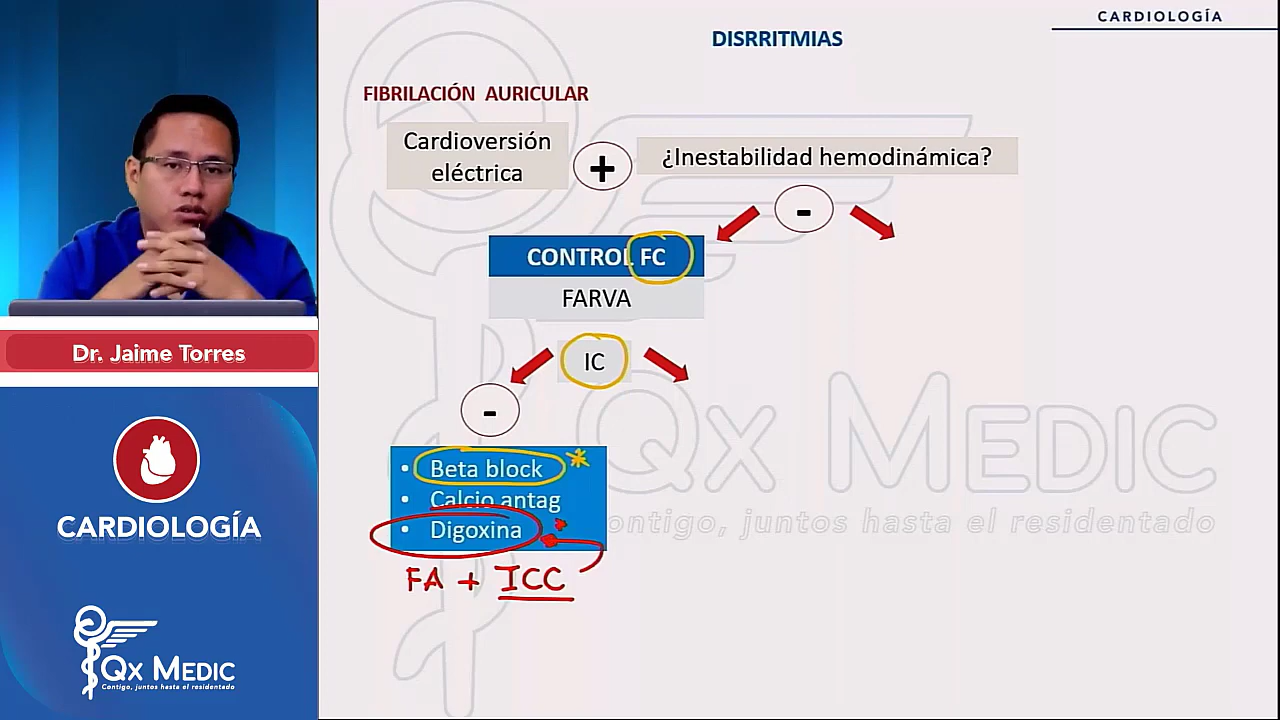 CARDIOLOGÍA
DISRRITMIAS
FIBRILACIÓN AURICULAR
Cardioversión
eléctrica
+
¿Inestabilidad hemodinámica?
-
CONTROL FC
FARVA
IC
-
• Beta block *
• Calcio antag
• Digoxina *
FA + ICC
Dr. Jaime Torres
CARDIOLOGÍA
QX MEDIC
Contigo, juntos hasta el residentado
QX MEDIC
Contigo, juntos hasta el residentado